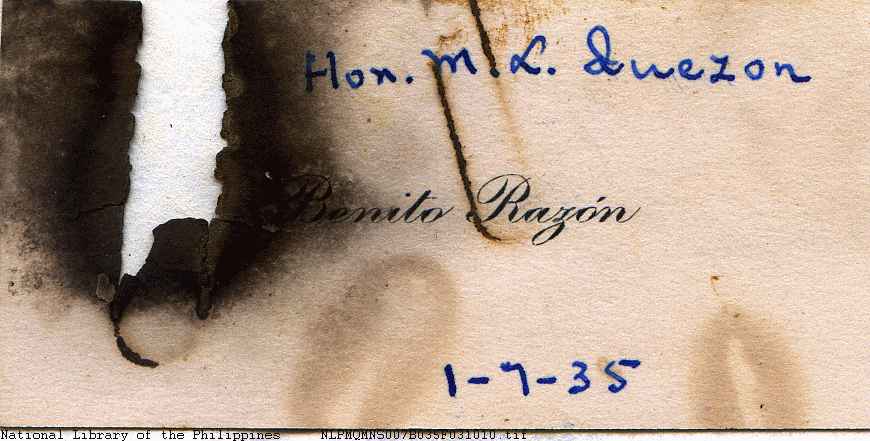 Hon. M. L. Quezon
Benito Razón
1-7-35
National Library of the Philippines NLPMQMNS007B035F031010.tif